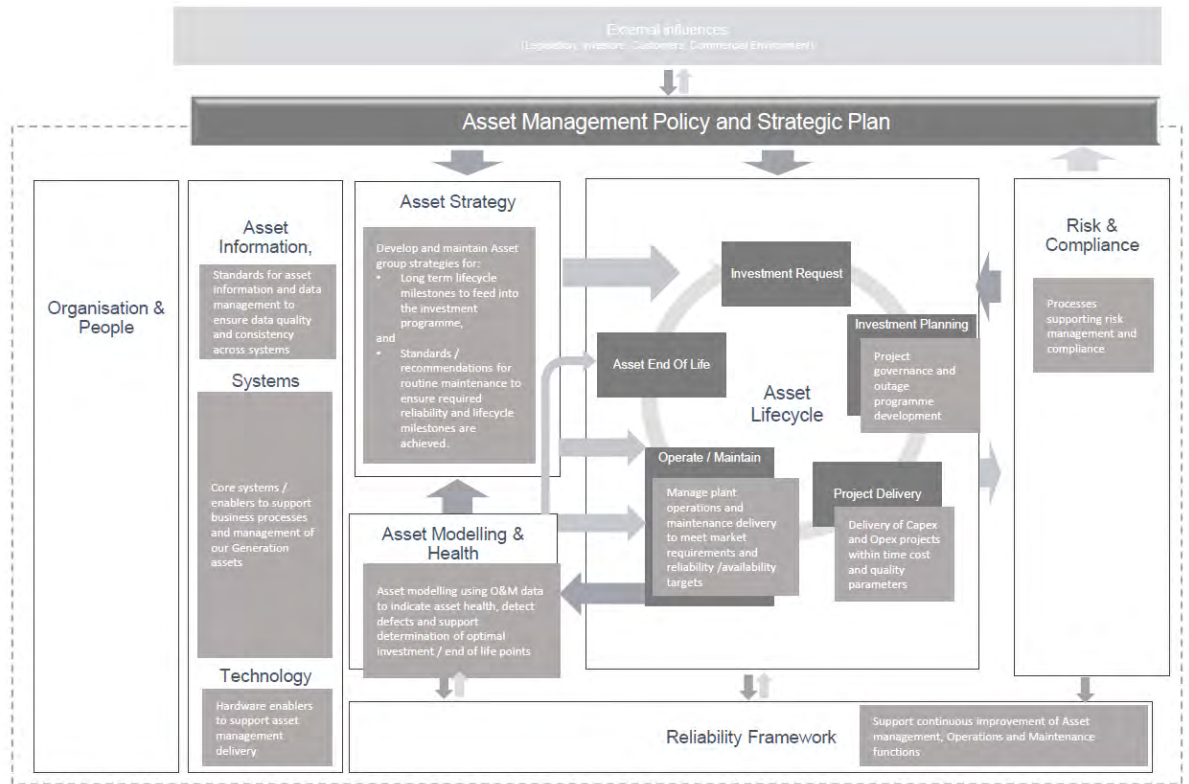 External influences
(Legislation, Investors, Customers, Commercial Environment)
Asset Management Policy and Strategic Plan
Organisation &
People
Asset
Information,
Standards for asset
information and data
management to
ensure data quality
and consistency
across systems
Systems
Core systems /
enablers to support
business processes
and management of
our Generation
assets
Technology
Hardware enablers
to support asset
management
delivery
Asset Strategy
Develop and maintain Asset
group strategies for:
• Long term lifecycle
milestones to feed into
the investment
programme,
and
• Standards /
recommendations for
routine maintenance to
ensure required
reliability and lifecycle
milestones are
achieved.
Asset Modelling &
Health
Asset modelling using O&M data
to indicate asset health, detect
defects and support
determination of optimal
investment / end of life points
Investment Request
Investment Planning
Project
governance and
outage
programme
development
Asset End Of Life
Asset
Lifecycle
Operate / Maintain
Manage plant
operations and
maintenance delivery
to meet market
requirements and
reliability /availability
targets
Project Delivery
Delivery of Capex
and Opex projects
within time cost
and quality
parameters
Risk &
Compliance
Processes
supporting risk
management and
compliance
Reliability Framework
Support continuous improvement of Asset
management, Operations and Maintenance
functions